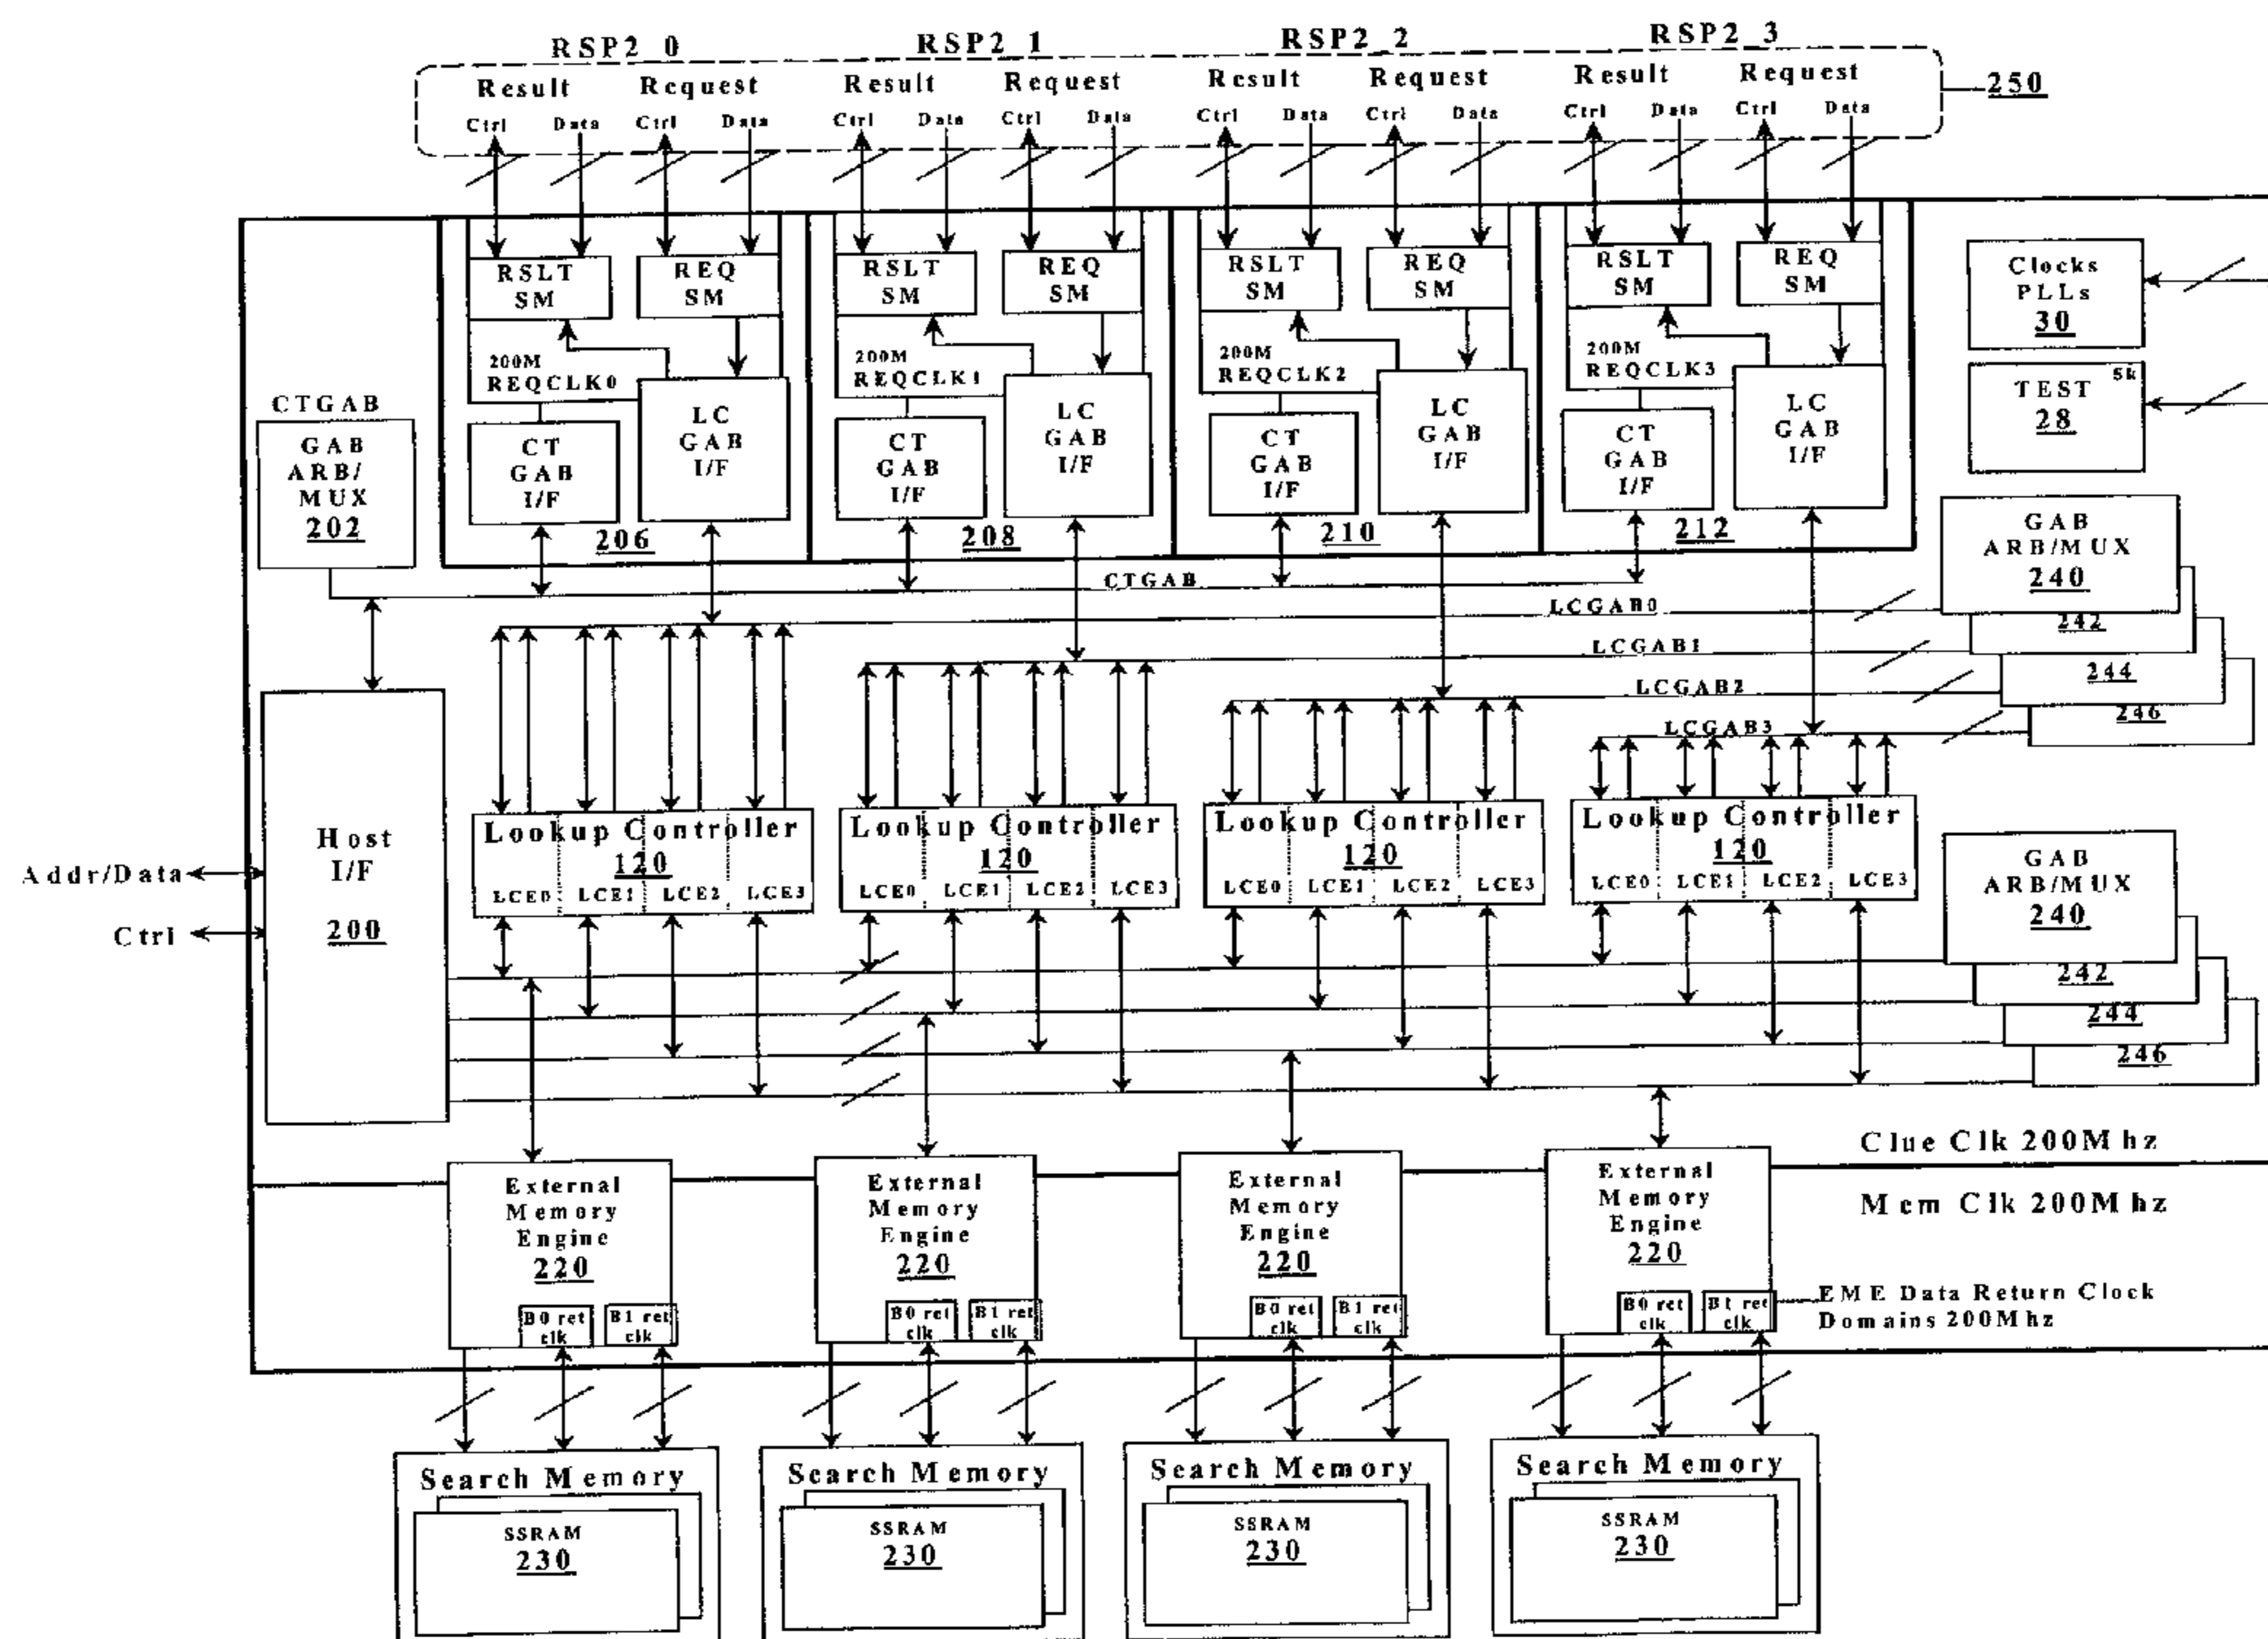 RSP2_0 RSP2_1 RSP2_2 RSP2_3
Result Request Result Request Result Request Result Request
250
Ctrl Data Ctrl Data Ctrl Data Ctrl Data Ctrl Data Ctrl Data Ctrl Data Ctrl Data
RSLT SM
REQ SM
200M REQCLK0
LC GAB I/F
CT GAB I/F
206
RSLT SM
REQ SM
200M REQCLK1
LC GAB I/F
CT GAB I/F
208
RSLT SM
REQ SM
200M REQCLK2
LC GAB I/F
CT GAB I/F
210
RSLT SM
REQ SM
200M REQCLK3
LC GAB I/F
CT GAB I/F
212
Clocks
PLLs
30
5k
TEST
28
CTGAB
GAB
ARB/
MUX
202
CTGAB
LCGAB0
LCGAB1
LCGAB2
LCGAB3
GAB
ARB/MUX
240
242
244
246
Host
I/F
200
Addr/Data
Ctrl
Lookup Controller
120
LCE0 LCE1 LCE2 LCE3
Lookup Controller
120
LCE0 LCE1 LCE2 LCE3
Lookup Controller
120
LCE0 LCE1 LCE2 LCE3
Lookup Controller
120
LCE0 LCE1 LCE2 LCE3
GAB
ARB/MUX
240
242
244
246
Clue Clk 200Mhz
Mem Clk 200Mhz
External
Memory
Engine
220
B0 ret clk
B1 ret clk
External
Memory
Engine
220
B0 ret clk
B1 ret clk
External
Memory
Engine
220
B0 ret clk
B1 ret clk
External
Memory
Engine
220
B0 ret clk
B1 ret clk
EME Data Return Clock
Domains 200Mhz
Search Memory
SSRAM
230
Search Memory
SSRAM
230
Search Memory
SSRAM
230
Search Memory
SSRAM
230